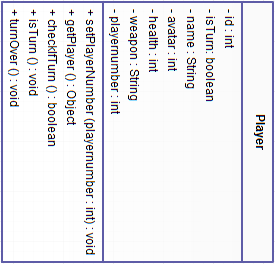 Player
- id : int
- isTurn: boolean
- name : String
- avatar : int
- health : int
- weapon : String
- playernumber : int
+ setPlayerNumber (playernumber : int) : void
+ getPlayer () : Object
+ checkifTurn () : boolean
+ isTurn () : void
+ turnOver () : void